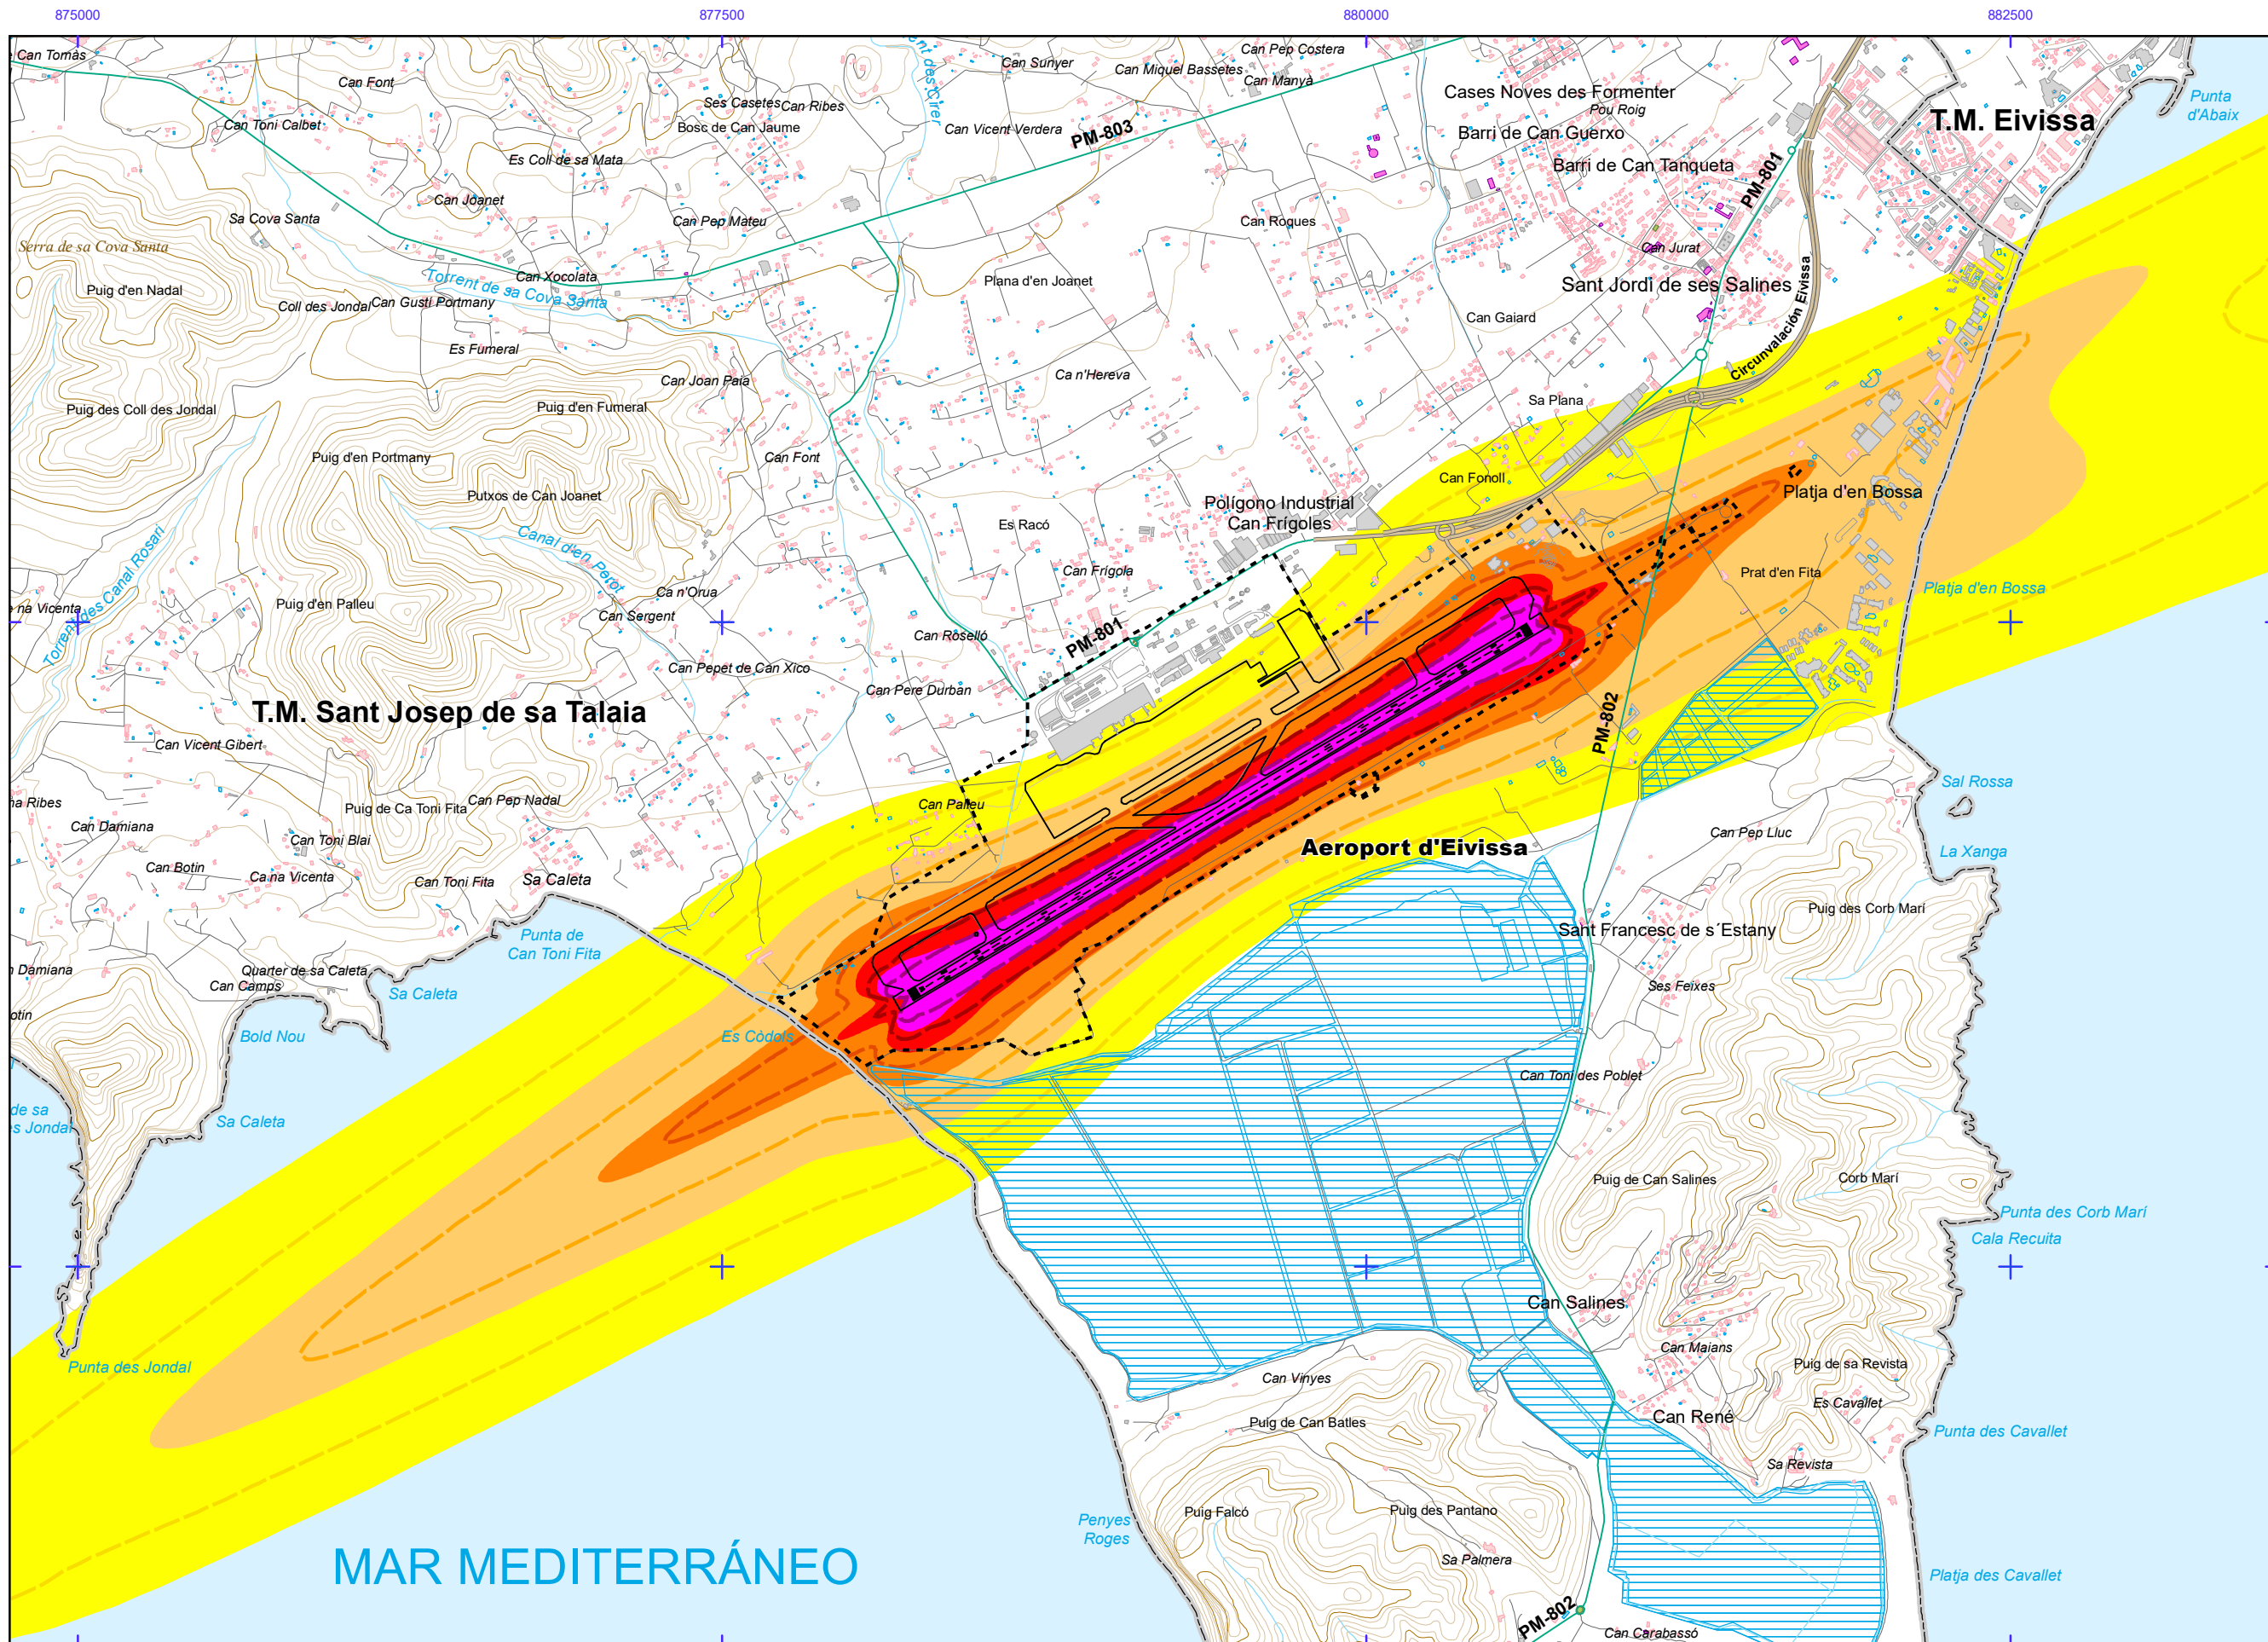 875000
877500
880000
882500
Can Tomàs
Can Font
Can Toni Calbet
Ses Casetes
Can Ribes
Bosc de Can Jaume
Es Coll de sa Mata
Can Joanet
Sa Cova Santa
Can Pep Mateu
Serra de sa Cova Santa
Puig d'en Nadal
Torrent de sa Cova Santa
Can Xocolata
Coll des Jondal
Can Gustí Portmany
Es Fumeral
Can Sunyer
Can Miquel Bassetes
Can Pep Costera
Can Manyà
Can Vicent Verdera
PM-803
Cases Noves des Formenter
Pou Roig
Barri de Can Guerxo
Barri de Can Tanqueta
PM-801
T.M. Eivissa
Punta
d'Abaix
Can Roques
Can Jurat
Plana d'en Joanet
Sant Jordi de ses Salines
Can Gaiard
Circunvalación Eivissa
Ca n'Hereva
Can Joan Paia
Puig des Coll des Jondal
Puig d'en Fumeral
Sa Plana
Puig d'en Portmany
Can Font
Putxos de Can Joanet
Can Fonoll
Platja d'en Bossa
Polígono Industrial
Can Frígoles
Es Racó
Torrent des Canal Rosari
Canal d'en Perot
Can Frígola
Prat d'en Fita
Platja d'en Bossa
Ca n'Orua
Puig d'en Palleu
Can Sergent
na Vicenta
Can Roselló
PM-801
Can Pepet de Can Xico
Can Pere Durban
T.M. Sant Josep de sa Talaia
PM-802
Can Vicent Gibert
Sal Rossa
na Ribes
Puig de Ca Toni Fita
Can Pep Nadal
Can Palleu
Can Damiana
Can Toni Blai
Can Pep Lluc
Aeroport d'Eivissa
La Xanga
Can Botin
Ca na Vicenta
Can Toni Fita
Sa Caleta
Puig des Corb Marí
Punta de
Can Toni Fita
Sant Francesc de s´Estany
Damiana
Quarter de sa Caleta
Can Camps
Sa Caleta
Ses Feixes
otin
Bold Nou
Es Còdols
Can Toni des Poblet
de sa
es Jondal
Sa Caleta
Puig de Can Salines
Corb Marí
Punta des Corb Marí
Cala Recuita
Can Salines
Can Maians
Punta des Jondal
Puig de sa Revista
Can Vinyes
Es Cavallet
Puig de Can Batles
Can René
Punta des Cavallet
Sa Revista
Puig Falcó
Puig des Pantano
Penyes
Roges
MAR MEDITERRÁNEO
Sa Palmera
Platja des Cavallet
PM-802
Can Carabassó